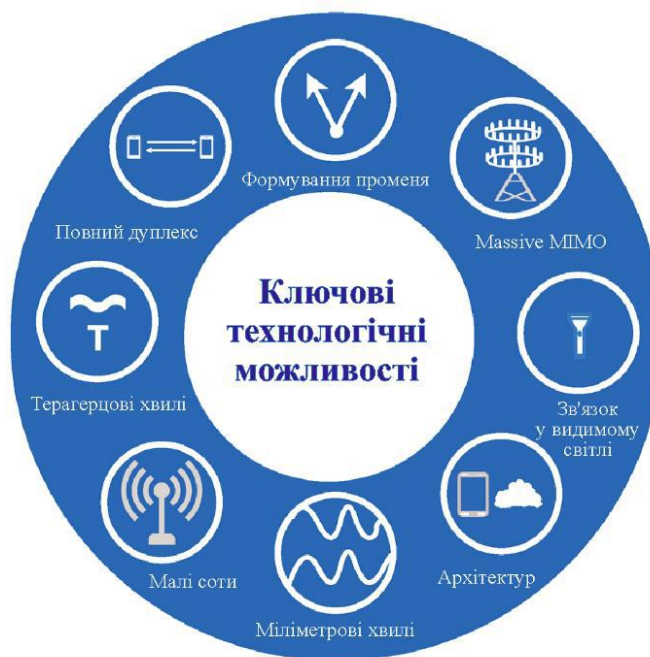 Формування променя
Massive MIMO
Зв'язок
у видимому
світлі
Архітектур
Міліметрові хвилі
Малі соти
Терагерцові хвилі
T
Повний дуплекс
Ключові
технологічні
можливості